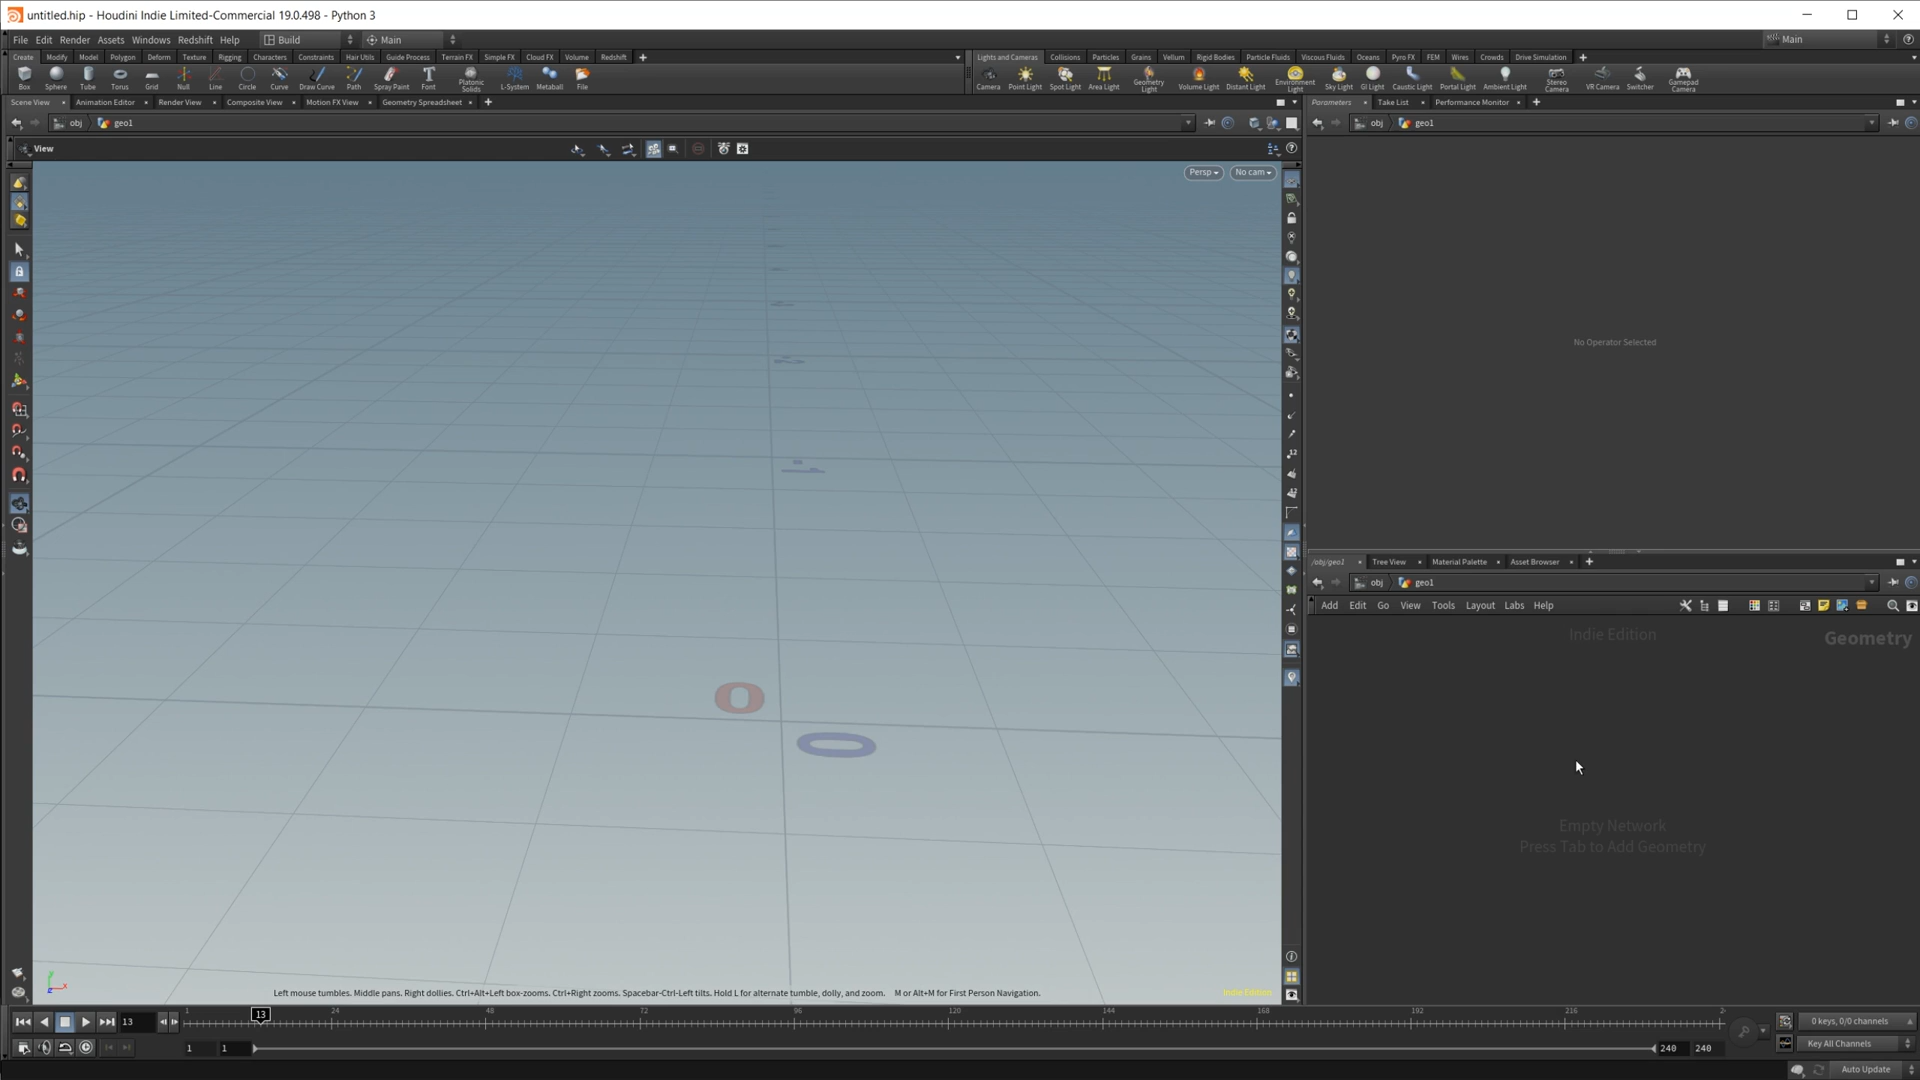 untitled.hip - Houdini Indie Limited-Commercial 19.0.498 - Python 3
File Edit Render Assets Windows Redshift Help Build Main Main
Create Modify Model Polygon Deform Texture Rigging Characters Constraints Hair Utils Guide Process Terrain FX Simple FX Cloud FX Volume Redshift
Lights and Cameras Collisions Particles Grains Vellum Rigid Bodies Particle Fluids Viscous Fluids Oceans Pyro FX FEM Wires Crowds Drive Simulation
Box Sphere Tube Torus Grid Null Line Circle Curve Draw Curve Path Spray Paint Font Platonic Solids L-System Metaball File
Camera Point Light Spot Light Area Light Geometry Light Volume Light Distant Light Environment Light Sky Light GI Light Caustic Light Portal Light Ambient Light Stereo Camera VR Camera Switcher Gamepad Camera
Scene View Animation Editor Render View Composite View Motion FX View Geometry Spreadsheet
Parameters Take List Performance Monitor
obj geo1
obj geo1
View
Persp No cam
No Operator Selected
/obj/geo1 Tree View Material Palette Asset Browser
obj geo1
Add Edit Go View Tools Layout Labs Help
Indie Edition
Geometry
0
0
Empty Network
Press Tab to Add Geometry
Left mouse tumbles. Middle pans. Right dollies. Ctrl+Alt+Left box-zooms. Ctrl+Right zooms. Spacebar-Ctrl-Left tilts. Hold L for alternate tumble, dolly, and zoom. M or Alt+M for First Person Navigation.
Indie Edition
13 1 13 24 48 72 96 120 144 168 192 216 2
0 keys, 0/0 channels
1 1 240 240
Key All Channels
Auto Update